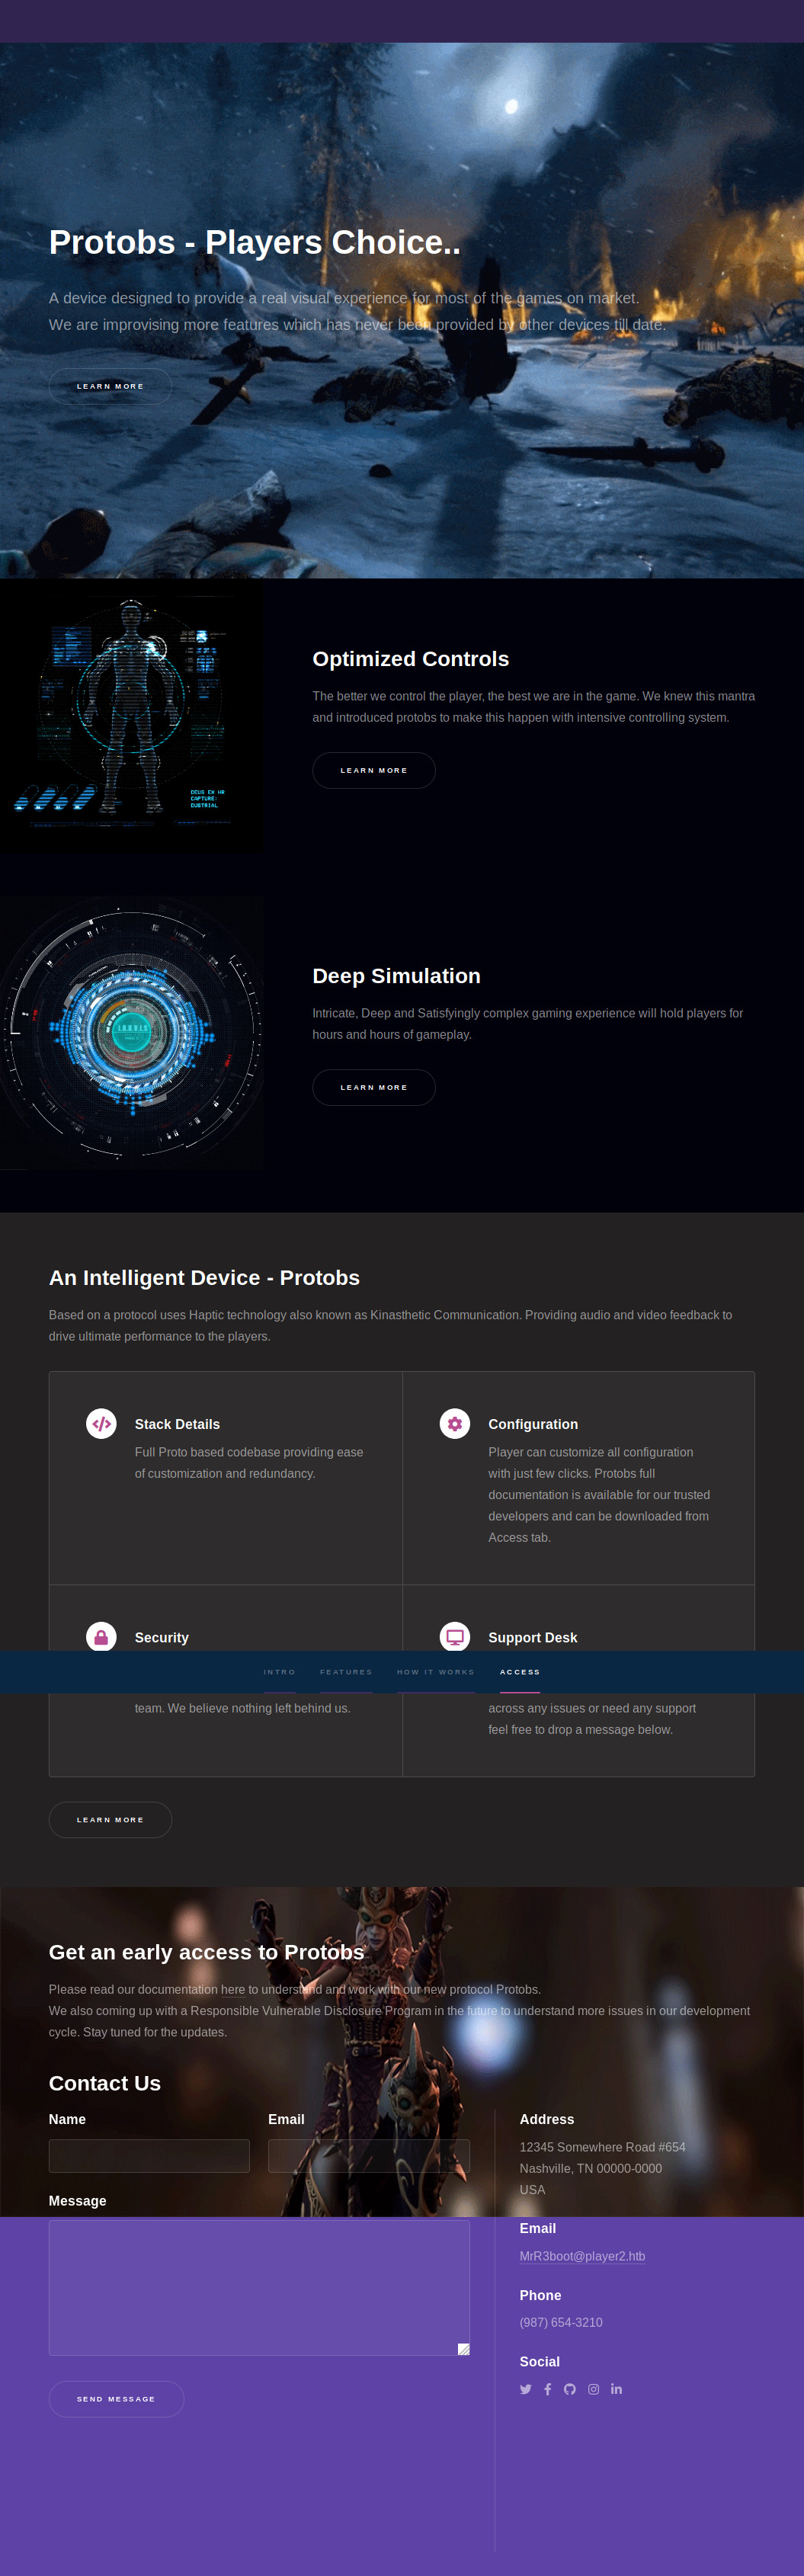 Protobs - Players Choice..
A device designed to provide a real visual experience for most of the games on market.
We are improvising more features which has never been provided by other devices till date.
LEARN MORE
DEUS EX HR
CAPTURE:
Optimized Controls
The better we control the player, the best we are in the game. We knew this mantra
and introduced protobs to make this happen with intensive controlling system.
LEARN MORE
Deep Simulation
Intricate, Deep and Satisfyingly complex gaming experience will hold players for
hours and hours of gameplay.
LEARN MORE
An Intelligent Device - Protobs
Based on a protocol uses Haptic technology also known as Kinasthetic Communication. Providing audio and video feedback to
drive ultimate performance to the players.
Stack Details
Full Proto based codebase providing ease
of customization and redundancy.
Configuration
Player can customize all configuration
with just few clicks. Protobs full
documentation is available for our trusted
developers and can be downloaded from
Access tab.
Security
Support Desk
INTRO FEATURES HOW IT WORKS ACCESS
team. We believe nothing left behind us.
across any issues or need any support
feel free to drop a message below.
LEARN MORE
Get an early access to Protobs
Please read our documentation here to understand and work with our new protocol Protobs.
We also coming up with a Responsible Vulnerable Disclosure Program in the future to understand more issues in our development
cycle. Stay tuned for the updates.
Contact Us
Name
Email
Message
SEND MESSAGE
Address
12345 Somewhere Road #654
Nashville, TN 00000-0000
USA
Email
MrR3boot@player2.htb
Phone
(987) 654-3210
Social